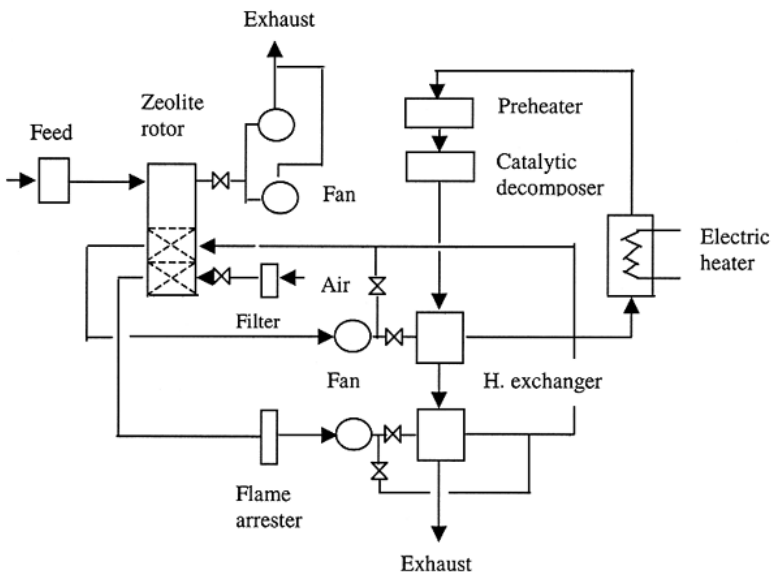 Exhaust
Zeolite
rotor
Preheater
Feed
Catalytic
decomposer
Fan
Electric
heater
Air
Filter
Fan
H. exchanger
Flame
arrester
Exhaust